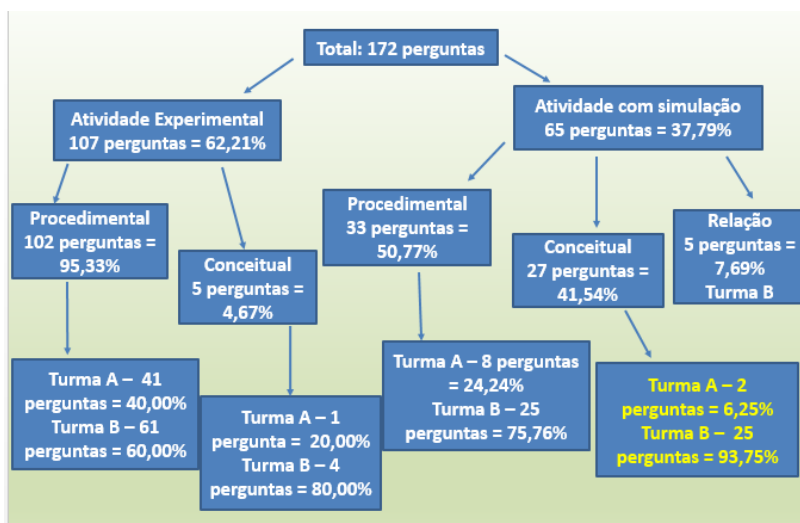 Total: 172 perguntas
Atividade Experimental
107 perguntas = 62,21%
Atividade com simulação
65 perguntas = 37,79%
Procedimental
102 perguntas =
95,33%
Conceitual
5 perguntas =
4,67%
Procedimental
33 perguntas =
50,77%
Conceitual
27 perguntas =
41,54%
Relação
5 perguntas =
7,69%
Turma B
Turma A – 41
perguntas = 40,00%
Turma B – 61
perguntas = 60,00%
Turma A – 1
pergunta = 20,00%
Turma B – 4
perguntas = 80,00%
Turma A – 8 perguntas
= 24,24%
Turma B – 25
perguntas = 75,76%
Turma A – 2
perguntas = 6,25%
Turma B – 25
perguntas = 93,75%